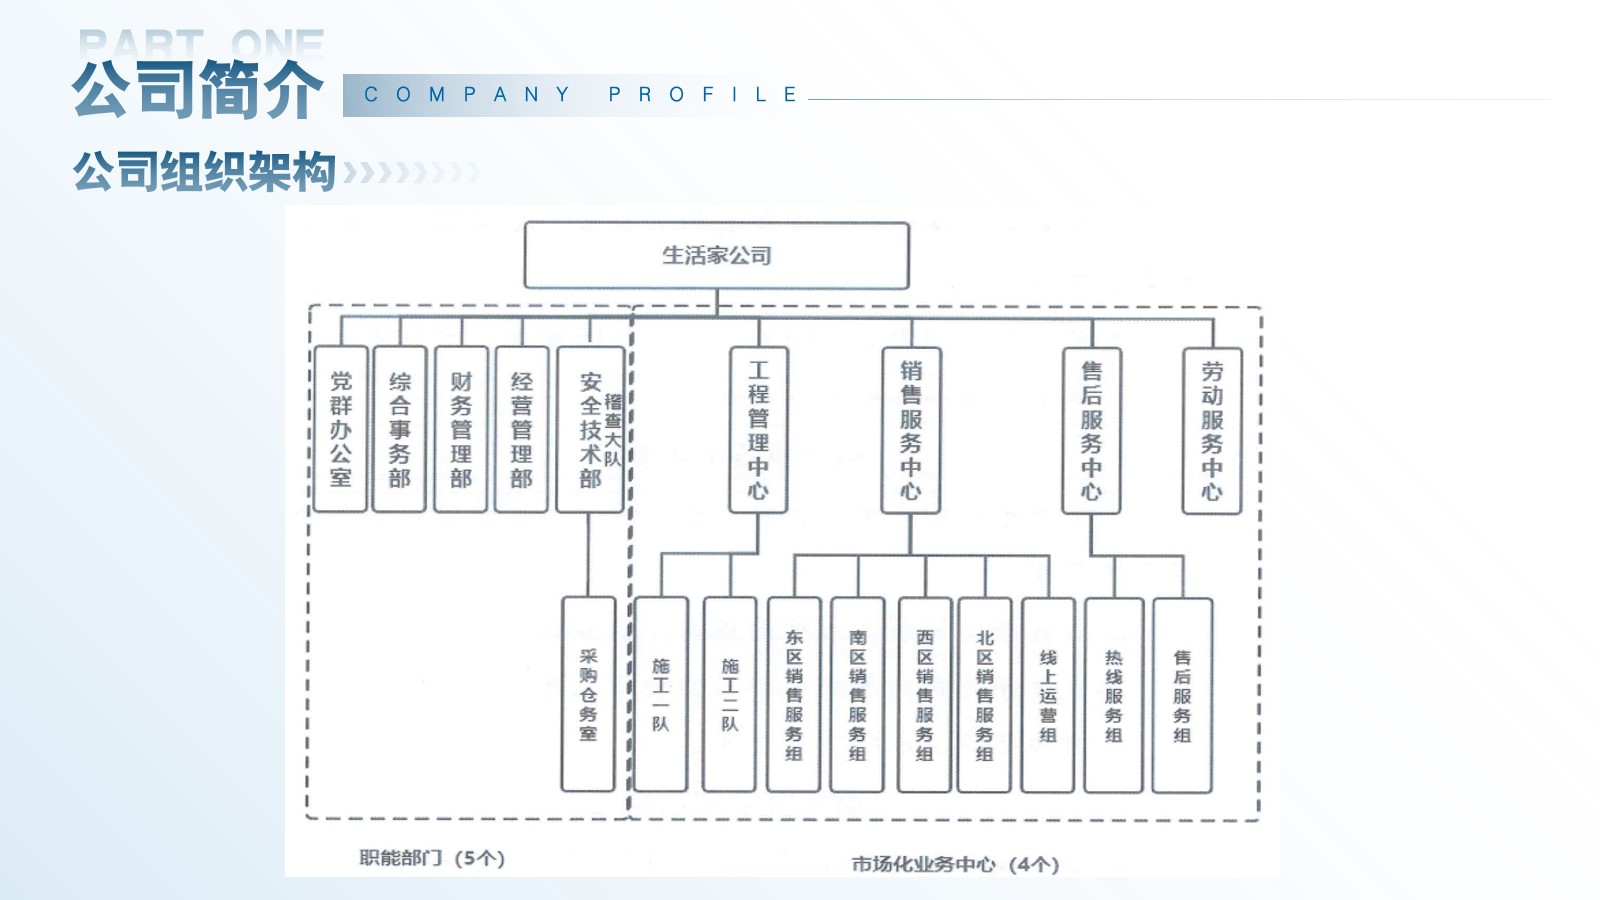 PART ONE
公司简介
COMPANY PROFILE
公司组织架构
生活家公司
党群办公室
综合事务部
财务管理部
经营管理部
安全技术部
稽查大队
工程管理中心
销售服务中心
售后服务中心
劳动服务中心
采购仓务室
施工一队
施工二队
东区销售服务组
南区销售服务组
西区销售服务组
北区销售服务组
线上运营组
热线服务组
售后服务组
职能部门（5个）
市场化业务中心（4个）